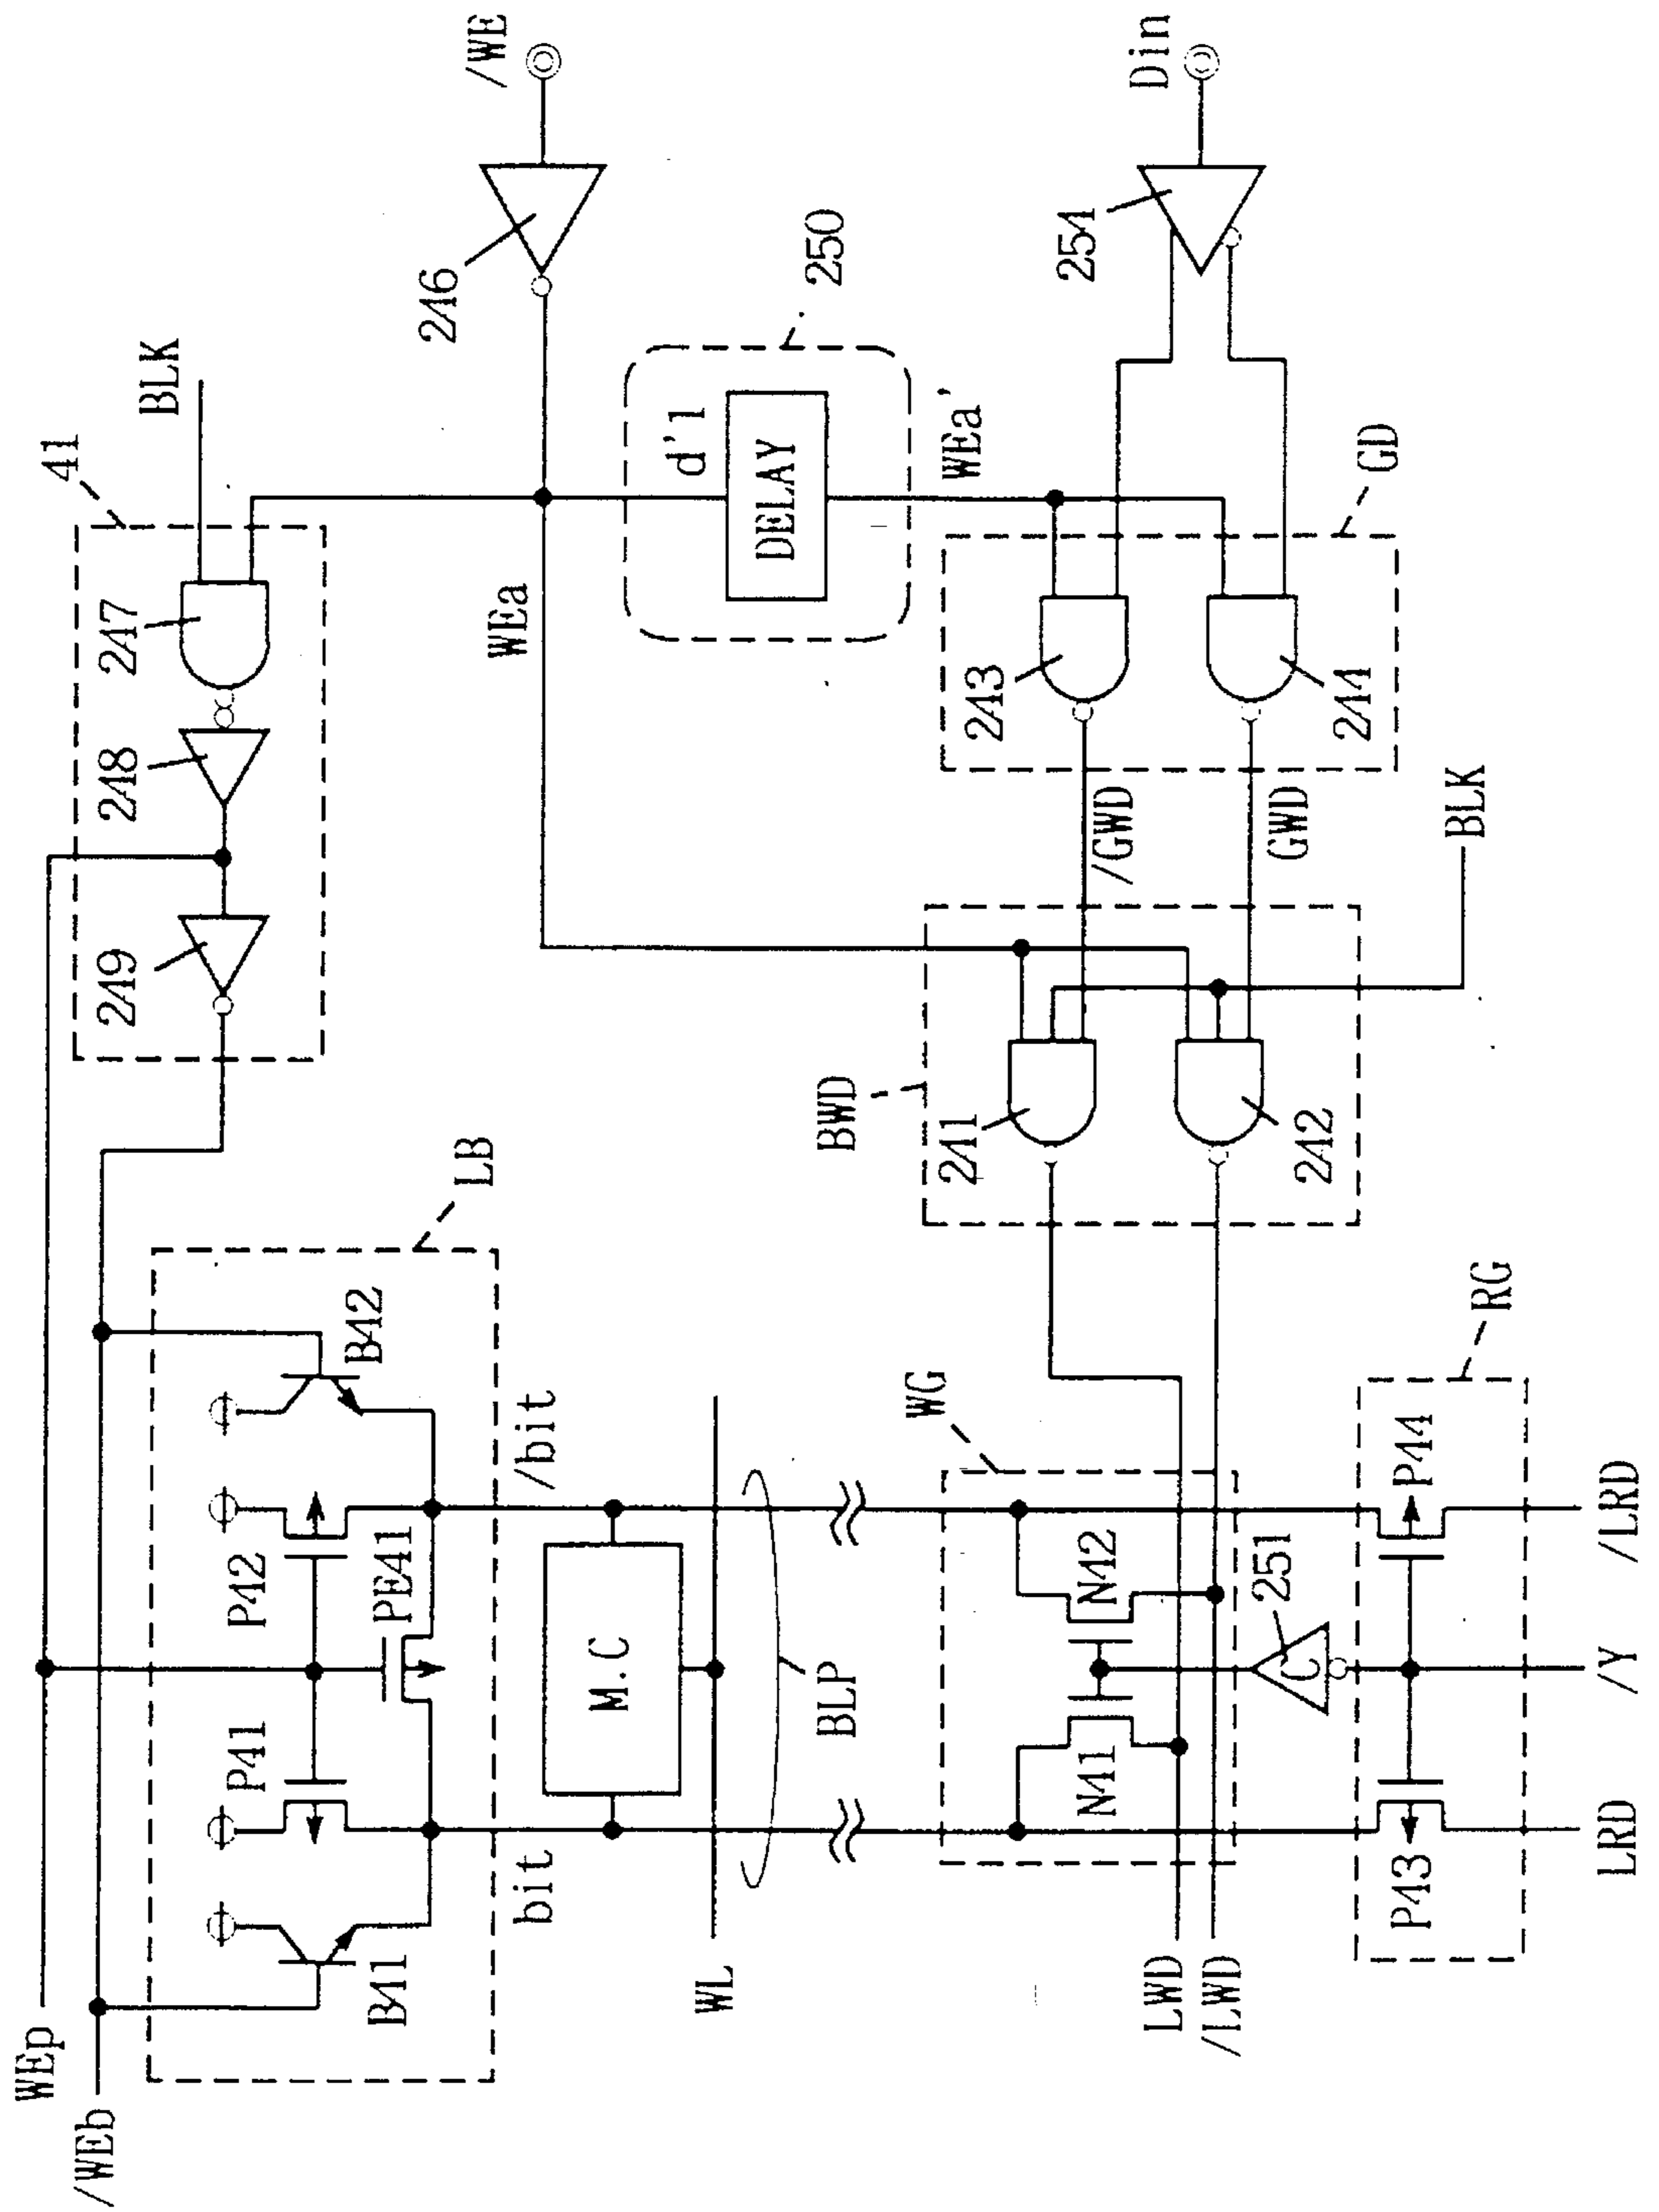 WEp
/WEb
41
BLK
247
248
249
/WE
246
WEa
d'1
DELAY
250
WEa'
Din
254
GD
243
244
/GWD
GWD
BLK
BWD
241
242
LB
B41
P41
P42
PE41
B42
bit
/bit
M.C
WL
BLP
WG
N41
N42
LWD
/LWD
251
C
RG
P43
P44
LRD
/Y
/LRD